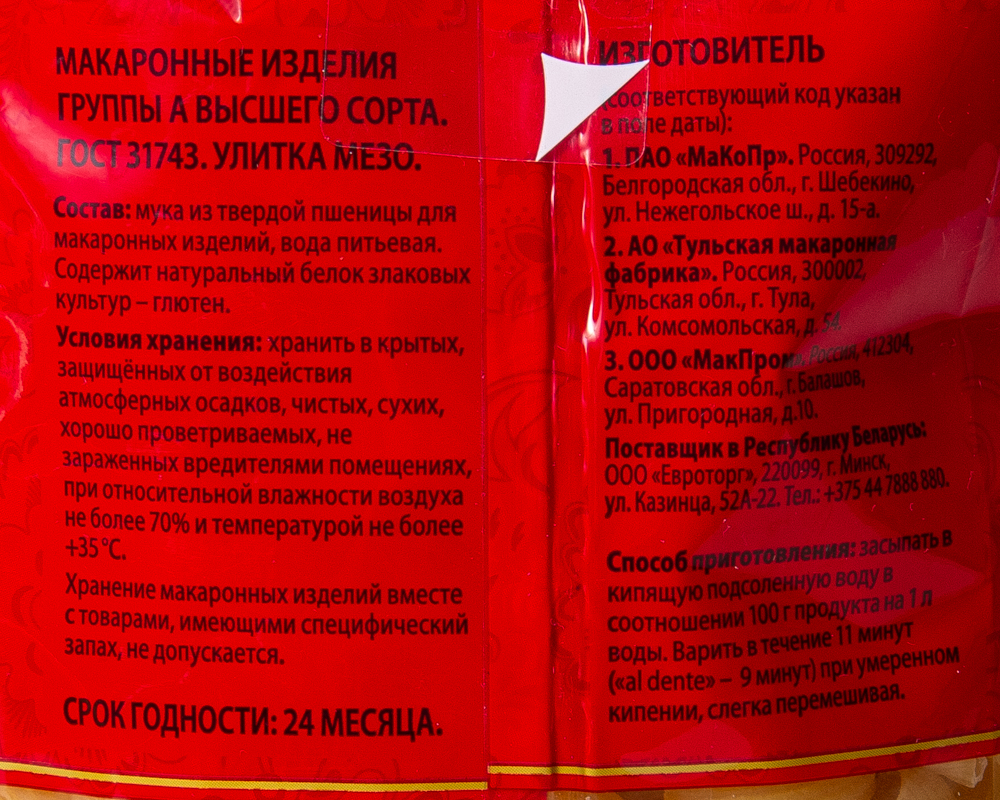 МАКАРОННЫЕ ИЗДЕЛИЯ
ГРУППЫ А ВЫСШЕГО СОРТА.
ГОСТ 31743. УЛИТКА МЕЗО.
Состав: мука из твердой пшеницы для
макаронных изделий, вода питьевая.
Содержит натуральный белок злаковых
культур – глютен.
Условия хранения: хранить в крытых,
защищённых от воздействия
атмосферных осадков, чистых, сухих,
хорошо проветриваемых, не
зараженных вредителями помещениях,
при относительной влажности воздуха
не более 70% и температурой не более
+35 °С.
Хранение макаронных изделий вместе
с товарами, имеющими специфический
запах, не допускается.
СРОК ГОДНОСТИ: 24 МЕСЯЦА.
ИЗГОТОВИТЕЛЬ
(соответствующий код указан
в поле даты):
1. ПАО «МаКоПр». Россия, 309292,
Белгородская обл., г. Шебекино,
ул. Нежегольское ш., д. 15-а.
2. АО «Тульская макаронная
фабрика». Россия, 300002,
Тульская обл., г. Тула,
ул. Комсомольская, д. 54.
3. ООО «МакПром». Россия, 412304,
Саратовская обл., г. Балашов,
ул. Пригородная, д.10.
Поставщик в Республику Беларусь:
ООО «Евроторг», 220099, г. Минск,
ул. Казинца, 52А-22. Тел.: +375 44 7888 880.
Способ приготовления: засыпать в
кипящую подсоленную воду в
соотношении 100 г продукта на 1 л
воды. Варить в течение 11 минут
(«al dente» – 9 минут) при умеренном
кипении, слегка перемешивая.